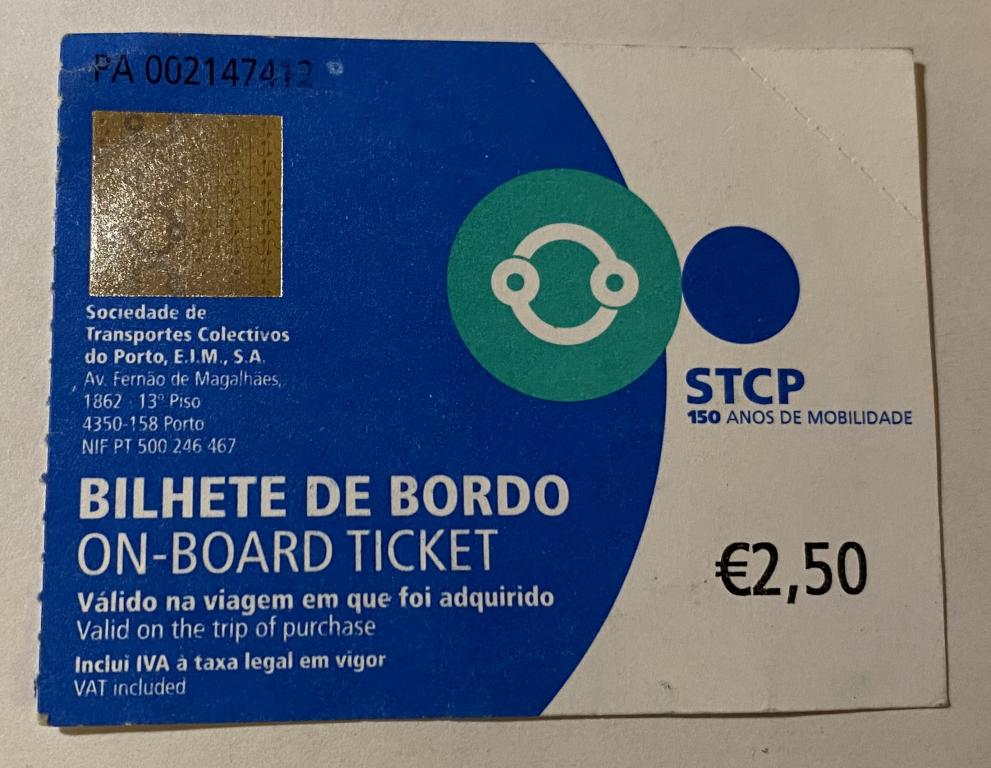 PA 002147412
Sociedade de
Transportes Colectivos
do Porto, E.I.M., S.A.
Av. Fernão de Magalhães,
1862 - 13º Piso
4350-158 Porto
NIF PT 500 246 467
STCP
150 ANOS DE MOBILIDADE
BILHETE DE BORDO
ON-BOARD TICKET
€2,50
Válido na viagem em que foi adquirido
Valid on the trip of purchase
Inclui IVA à taxa legal em vigor
VAT included